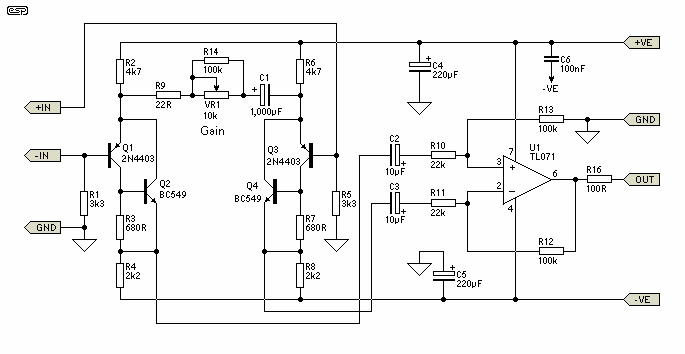 esp
+VE
R2
4k7
R14
100k
R6
4k7
C4
220µF
C6
100nF
-VE
R9
22R
VR1
10k
Gain
C1
1,000µF
+
+IN
R13
100k
GND
-IN
Q1
2N4403
Q3
2N4403
C2
10µF
+
R10
22k
U1
TL071
7
3
+
2
−
6
4
R16
100R
OUT
Q2
BC549
Q4
BC549
R1
3k3
R5
3k3
C3
10µF
+
R11
22k
GND
R3
680R
R7
680R
R12
100k
R4
2k2
R8
2k2
C5
220µF
+
+
-VE